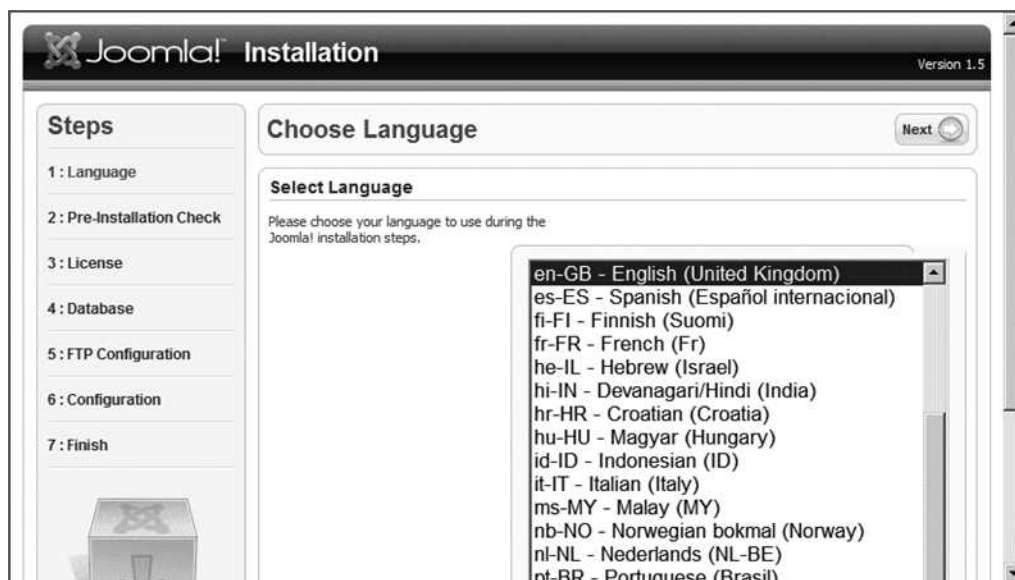 Joomla! Installation
Version 1.5
Steps
1 : Language
2 : Pre-Installation Check
3 : License
4 : Database
5 : FTP Configuration
6 : Configuration
7 : Finish
Choose Language
Next
Select Language
Please choose your language to use during the
Joomla! installation steps.
en-GB - English (United Kingdom)
es-ES - Spanish (Español internacional)
fi-FI - Finnish (Suomi)
fr-FR - French (Fr)
he-IL - Hebrew (Israel)
hi-IN - Devanagari/Hindi (India)
hr-HR - Croatian (Croatia)
hu-HU - Magyar (Hungary)
id-ID - Indonesian (ID)
it-IT - Italian (Italy)
ms-MY - Malay (MY)
nb-NO - Norwegian bokmal (Norway)
nl-NL - Nederlands (NL-BE)
pt-BR - Portuguese (Brasil)